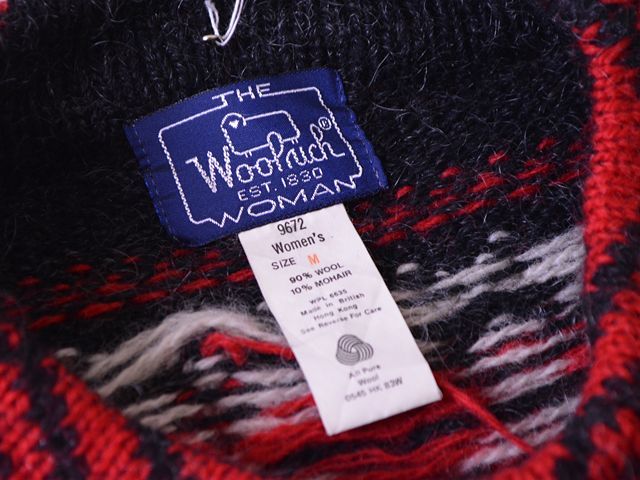 THE
Woolrich®
EST. 1830
WOMAN
9672
Women's
SIZE M
90% WOOL
10% MOHAIR
WPL 6635
Made in British
Hong Kong
See Reverse For Care
All Pure
Wool
0545 HK 83W